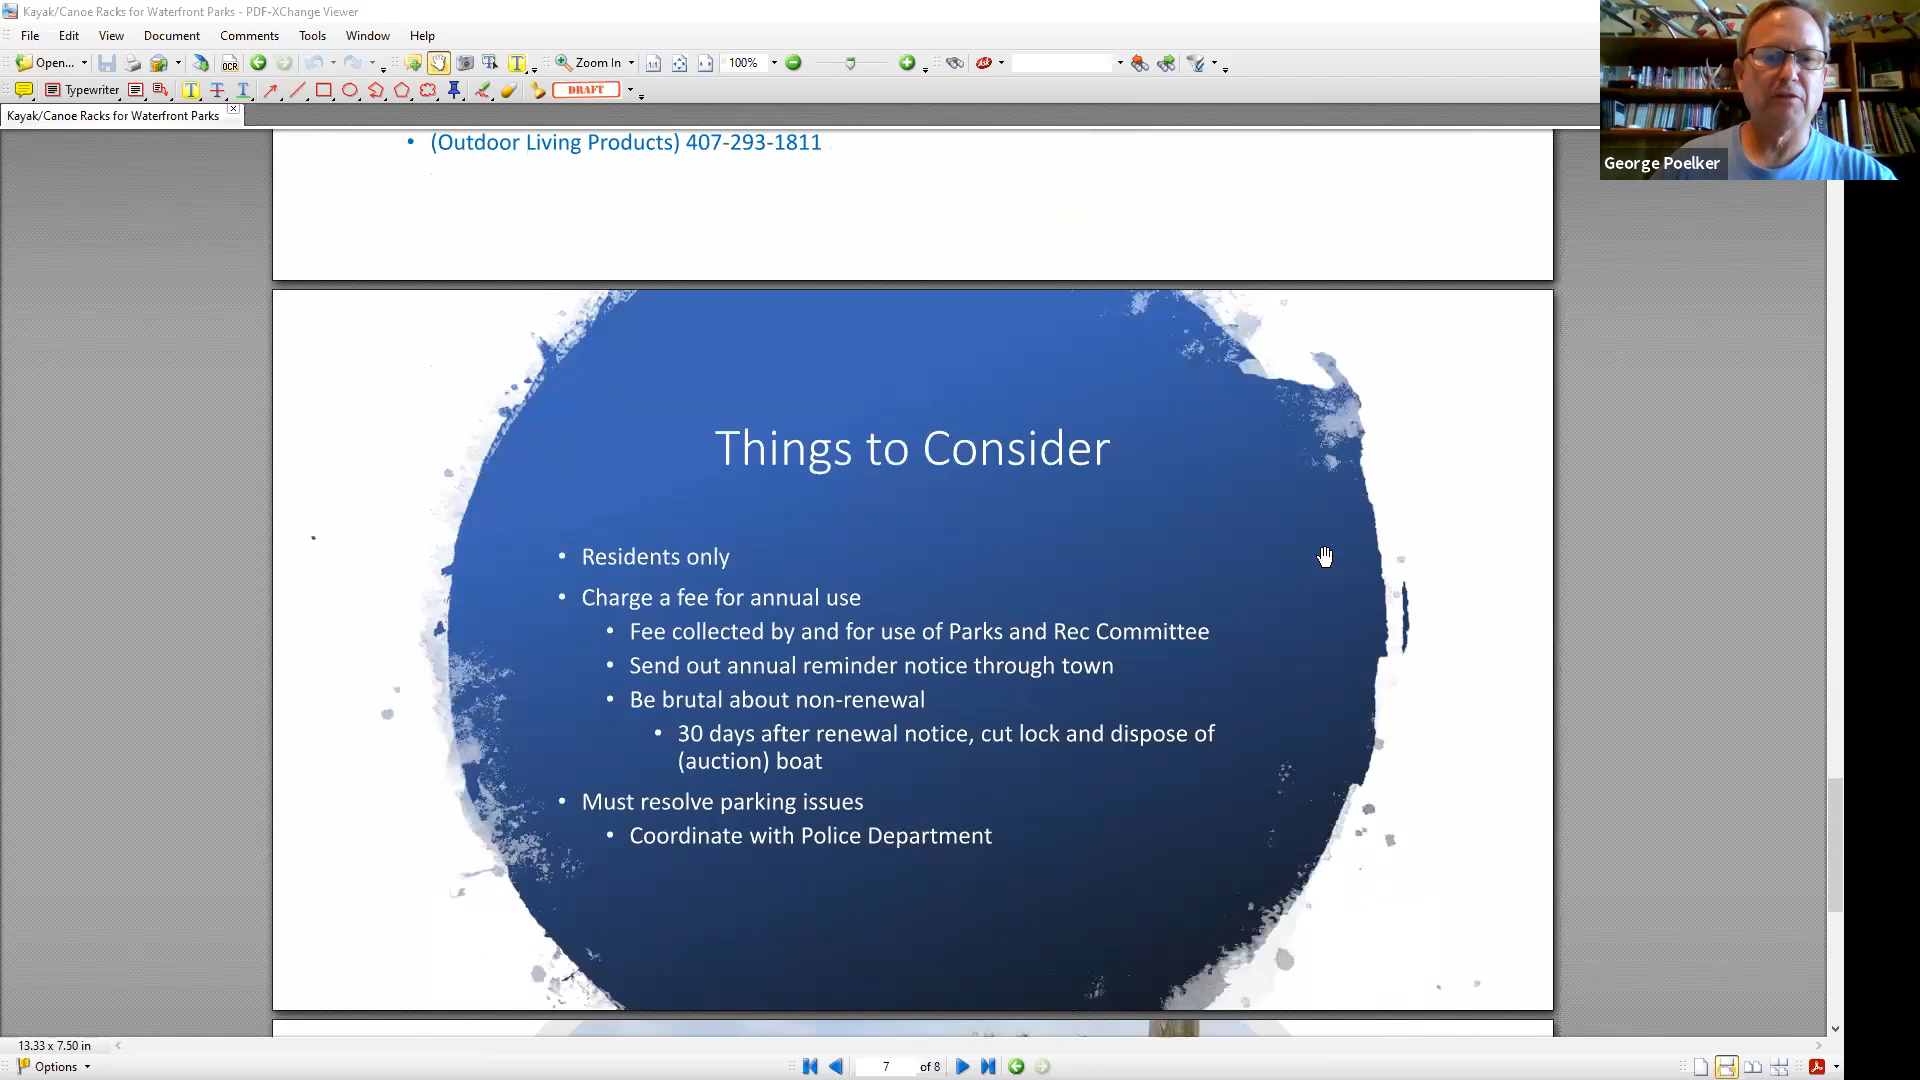 Kayak/Canoe Racks for Waterfront Parks - PDF-XChange Viewer
File Edit View Document Comments Tools Window Help
Open... OCR T Zoom In 100%
Typewriter T T T DRAFT
Kayak/Canoe Racks for Waterfront Parks
George Poelker
• (Outdoor Living Products) 407-293-1811
Things to Consider
• Residents only
• Charge a fee for annual use
• Fee collected by and for use of Parks and Rec Committee
• Send out annual reminder notice through town
• Be brutal about non-renewal
• 30 days after renewal notice, cut lock and dispose of
(auction) boat
• Must resolve parking issues
• Coordinate with Police Department
13.33 x 7.50 in
Options 7 of 8